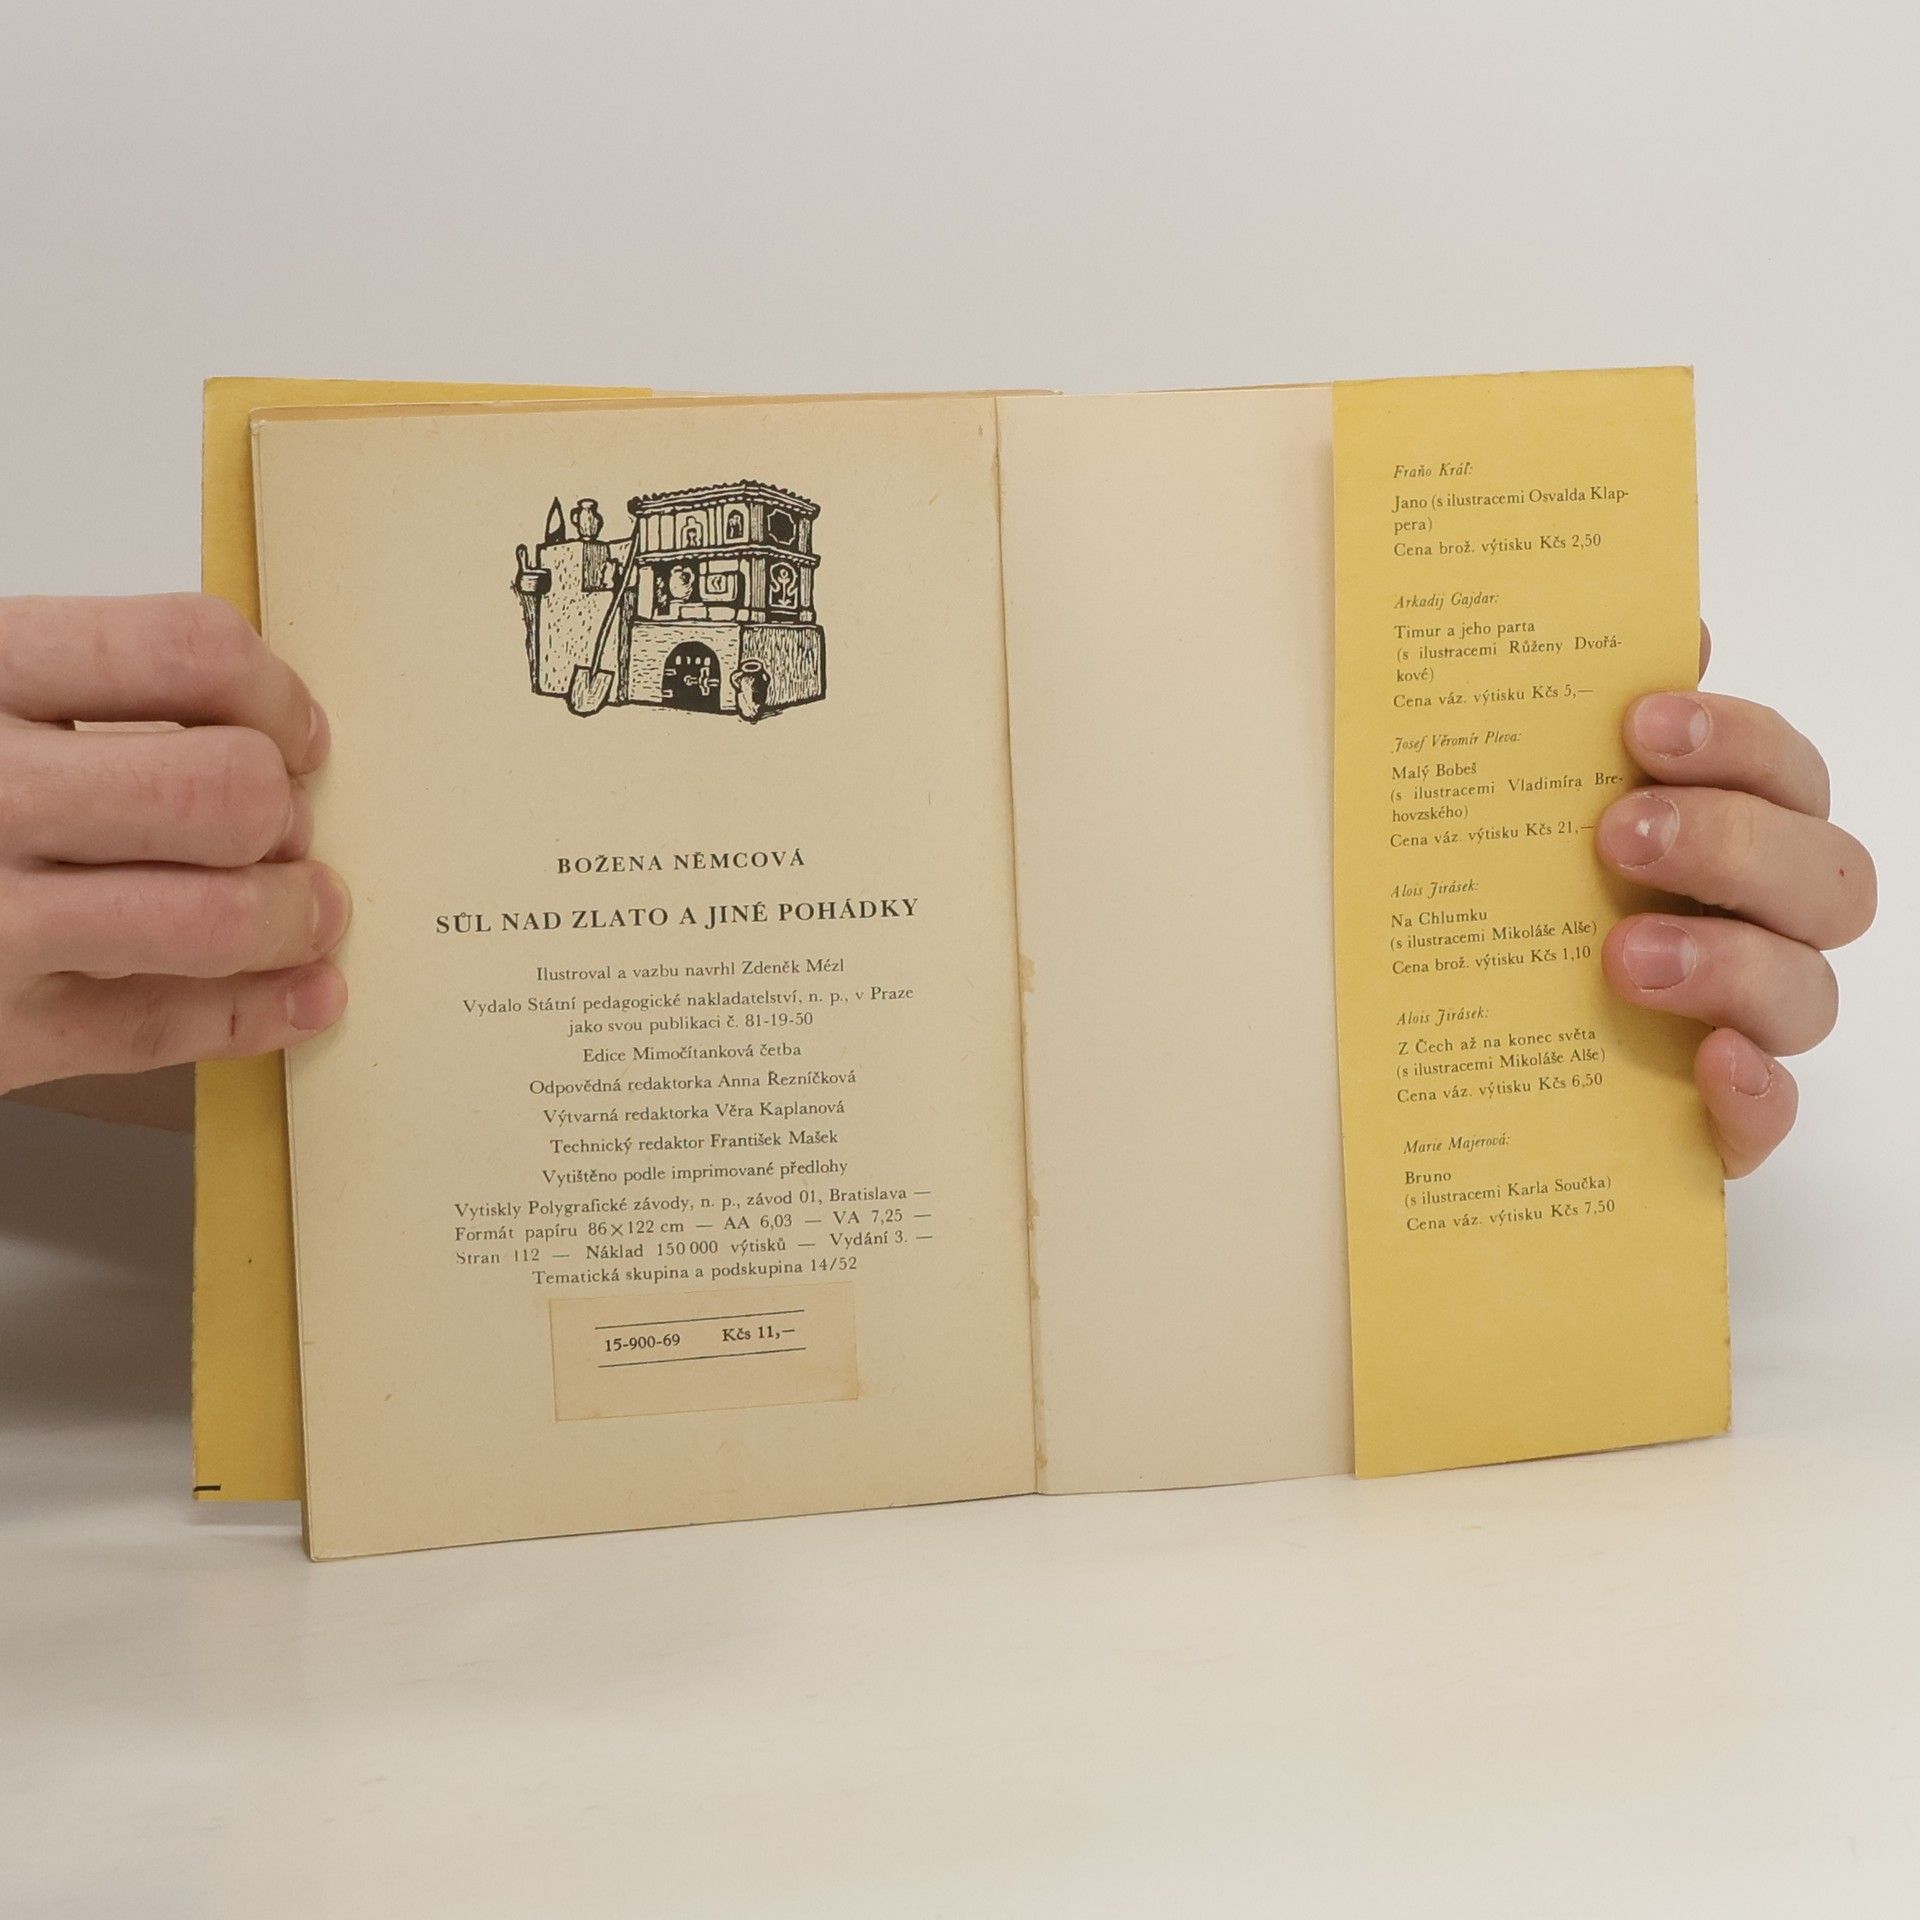 BOŽENA NĚMCOVÁ
SŮL NAD ZLATO A JINÉ POHÁDKY
Ilustroval a vazbu navrhl Zdeněk Mézl
Vydalo Státní pedagogické nakladatelství, n. p., v Praze
jako svou publikaci č. 81-19-50
Edice Mimočítanková četba
Odpovědná redaktorka Anna Řezníčková
Výtvarná redaktorka Věra Kaplanová
Technický redaktor František Mašek
Vytištěno podle imprimované předlohy
Vytiskly Polygrafické závody, n. p., závod 01, Bratislava —
Formát papíru 86×122 cm — AA 6,03 — VA 7,25 —
Stran 112 — Náklad 150 000 výtisků — Vydání 3. —
Tematická skupina a podskupina 14/52
15-900-69 Kčs 11,—
Fraňo Kráľ:
Jano (s ilustracemi Osvalda Klap-
pera)
Cena brož. výtisku Kčs 2,50
Arkadij Gajdar:
Timur a jeho parta
(s ilustracemi Růženy Dvořá-
kové)
Cena váz. výtisku Kčs 5,—
Josef Věromír Pleva:
Malý Bobeš
(s ilustracemi Vladimíra Bre-
hovzského)
Cena váz. výtisku Kčs 21,—
Alois Jirásek:
Na Chlumku
(s ilustracemi Mikoláše Alše)
Cena brož. výtisku Kčs 1,10
Alois Jirásek:
Z Čech až na konec světa
(s ilustracemi Mikoláše Alše)
Cena váz. výtisku Kčs 6,50
Marie Majerová:
Bruno
(s ilustracemi Karla Součka)
Cena váz. výtisku Kčs 7,50